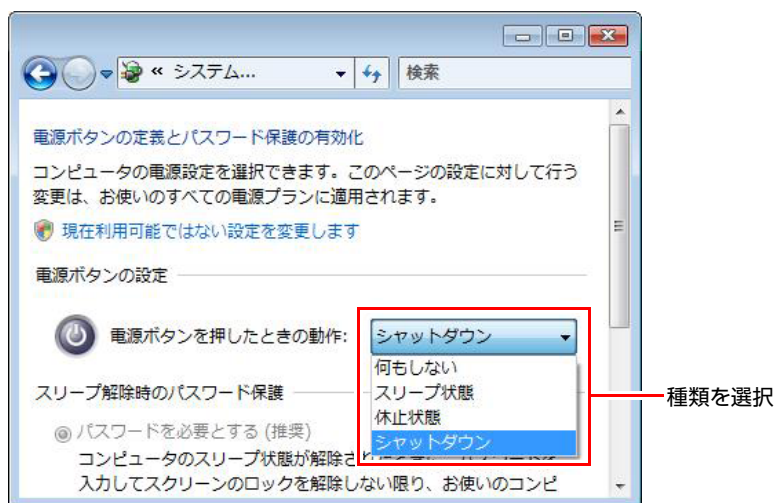 « システム...
検索
電源ボタンの定義とパスワード保護の有効化
コンピュータの電源設定を選択できます。このページの設定に対して行う
変更は、お使いのすべての電源プランに適用されます。
現在利用可能ではない設定を変更します
電源ボタンの設定
電源ボタンを押したときの動作:
シャットダウン
何もしない
スリープ状態
休止状態
シャットダウン
種類を選択
スリープ解除時のパスワード保護
パスワードを必要とする (推奨)
コンピュータのスリープ状態が解除さ
入力してスクリーンのロックを解除しない限り、お使いのコンピ